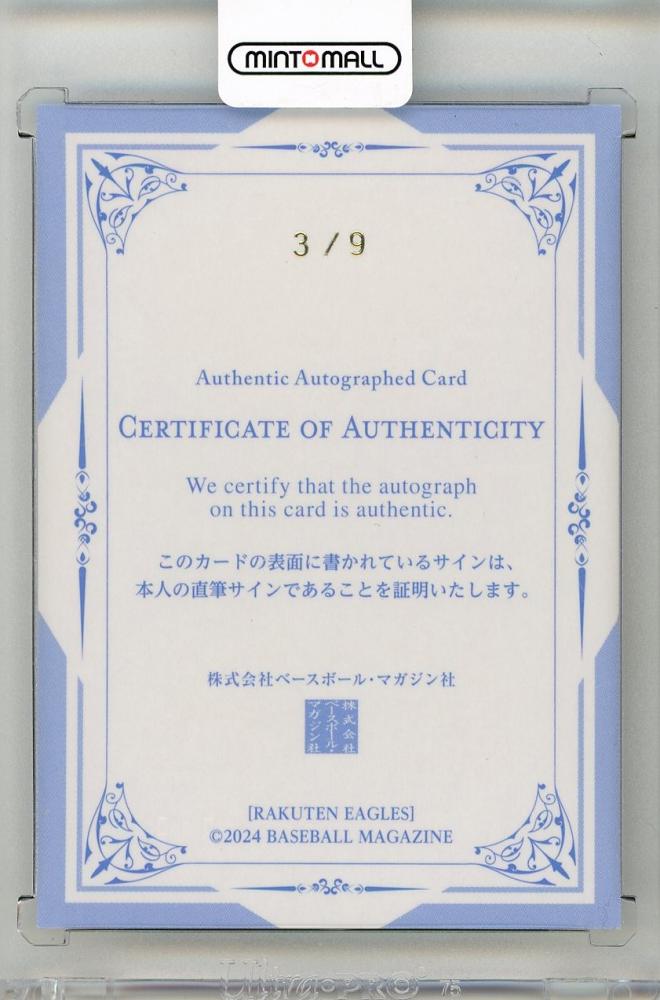 MINTMALL
3/9
Authentic Autographed Card
CERTIFICATE OF AUTHENTICITY
We certify that the autograph
on this card is authentic.
このカードの表面に書かれているサインは、
本人の直筆サインであることを証明いたします。
株式会社ベースボール・マガジン社
株式会社
ベースボール・
マガジン社
[RAKUTEN EAGLES]
©2024 BASEBALL MAGAZINE
Ultra•PRO 75